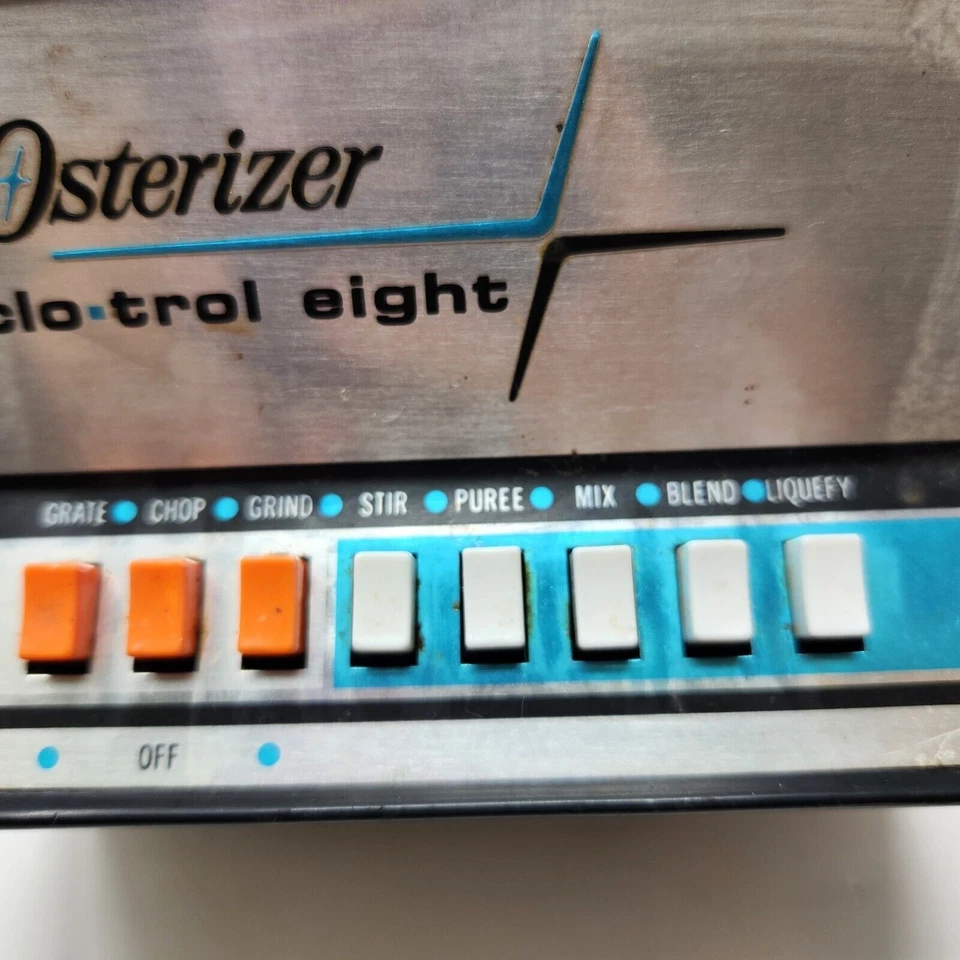 Osterizer
clo•trol eight
GRATE • CHOP • GRIND • STIR • PUREE • MIX • BLEND • LIQUEFY
• OFF •